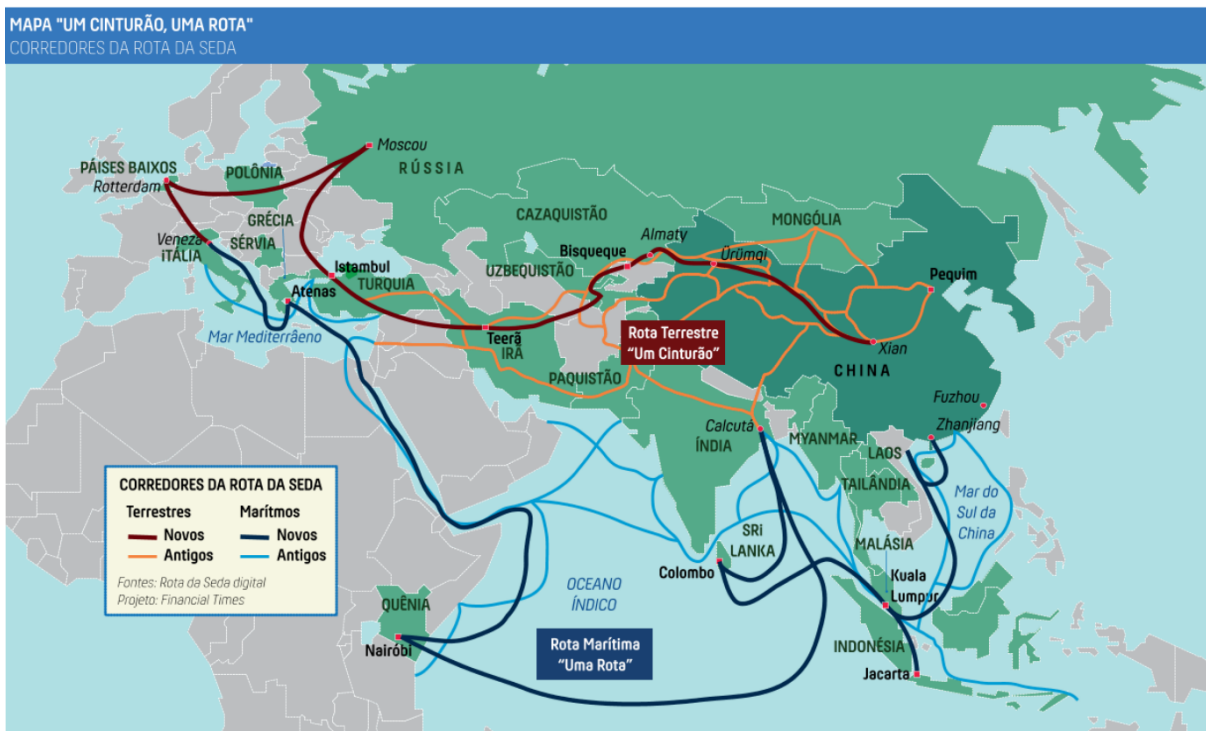 MAPA "UM CINTURÃO, UMA ROTA"
CORREDORES DA ROTA DA SEDA
Moscou
RÚSSIA
PÁISES BAIXOS
Rotterdam
POLÔNIA
GRÉCIA
SÉRVIA
Veneza
ITÁLIA
CAZAQUISTÃO
MONGÓLIA
Almaty
Bisqueque
Ürümqi
UZBEQUISTÃO
Istambul
TURQUIA
Pequim
Atenas
Mar Mediterrâeno
Teerã
IRÃ
Rota Terrestre
“Um Cinturão”
Xian
CHINA
PAQUISTÃO
Fuzhou
Zhanjiang
Calcutá
ÍNDIA
MYANMAR
LAOS
TAILÂNDIA
Mar do
Sul da
China
SRI
LANKA
MALÁSIA
Colombo
Kuala
Lumpur
OCEANO
ÍNDICO
QUÊNIA
Nairóbi
Rota Marítima
“Uma Rota”
INDONÉSIA
Jacarta
CORREDORES DA ROTA DA SEDA
Terrestres Marítmos
Novos Novos
Antigos Antigos
Fontes: Rota da Seda digital
Projeto: Financial Times